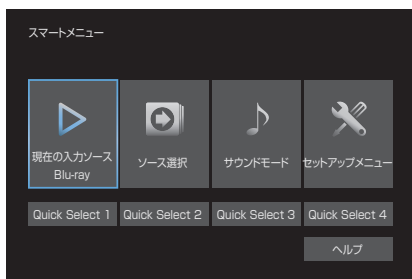 スマートメニュー
現在の入力ソース
Blu-ray
ソース選択
サウンドモード
セットアップメニュー
Quick Select 1
Quick Select 2
Quick Select 3
Quick Select 4
ヘルプ